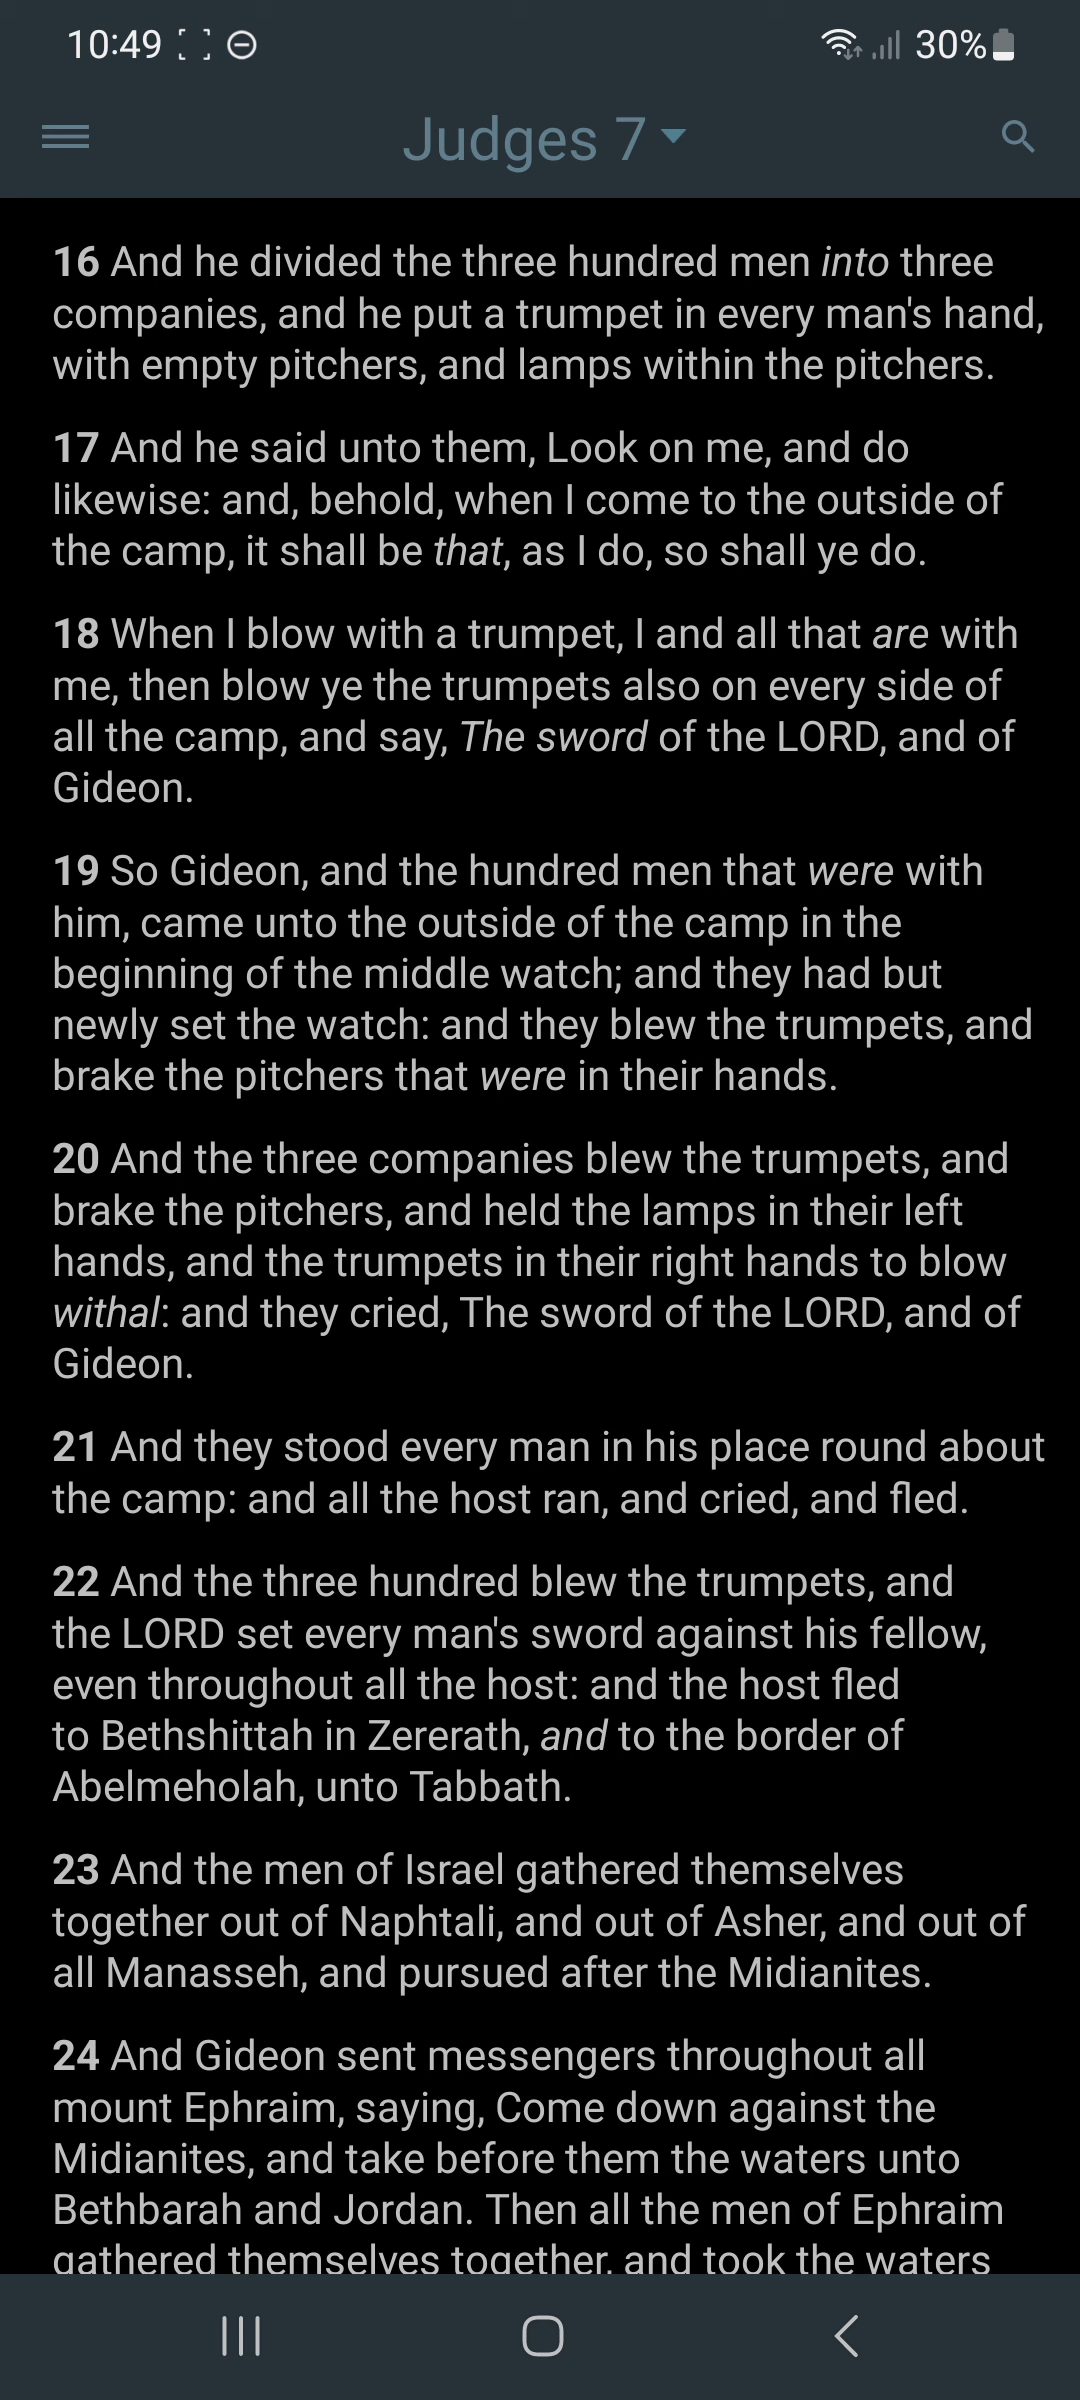 10:49
30%
Judges 7
16 And he divided the three hundred men into three
companies, and he put a trumpet in every man's hand,
with empty pitchers, and lamps within the pitchers.
17 And he said unto them, Look on me, and do
likewise: and, behold, when I come to the outside of
the camp, it shall be that, as I do, so shall ye do.
18 When I blow with a trumpet, I and all that are with
me, then blow ye the trumpets also on every side of
all the camp, and say, The sword of the LORD, and of
Gideon.
19 So Gideon, and the hundred men that were with
him, came unto the outside of the camp in the
beginning of the middle watch; and they had but
newly set the watch: and they blew the trumpets, and
brake the pitchers that were in their hands.
20 And the three companies blew the trumpets, and
brake the pitchers, and held the lamps in their left
hands, and the trumpets in their right hands to blow
withal: and they cried, The sword of the LORD, and of
Gideon.
21 And they stood every man in his place round about
the camp: and all the host ran, and cried, and fled.
22 And the three hundred blew the trumpets, and
the LORD set every man's sword against his fellow,
even throughout all the host: and the host fled
to Bethshittah in Zererath, and to the border of
Abelmeholah, unto Tabbath.
23 And the men of Israel gathered themselves
together out of Naphtali, and out of Asher, and out of
all Manasseh, and pursued after the Midianites.
24 And Gideon sent messengers throughout all
mount Ephraim, saying, Come down against the
Midianites, and take before them the waters unto
Bethbarah and Jordan. Then all the men of Ephraim
gathered themselves together, and took the waters